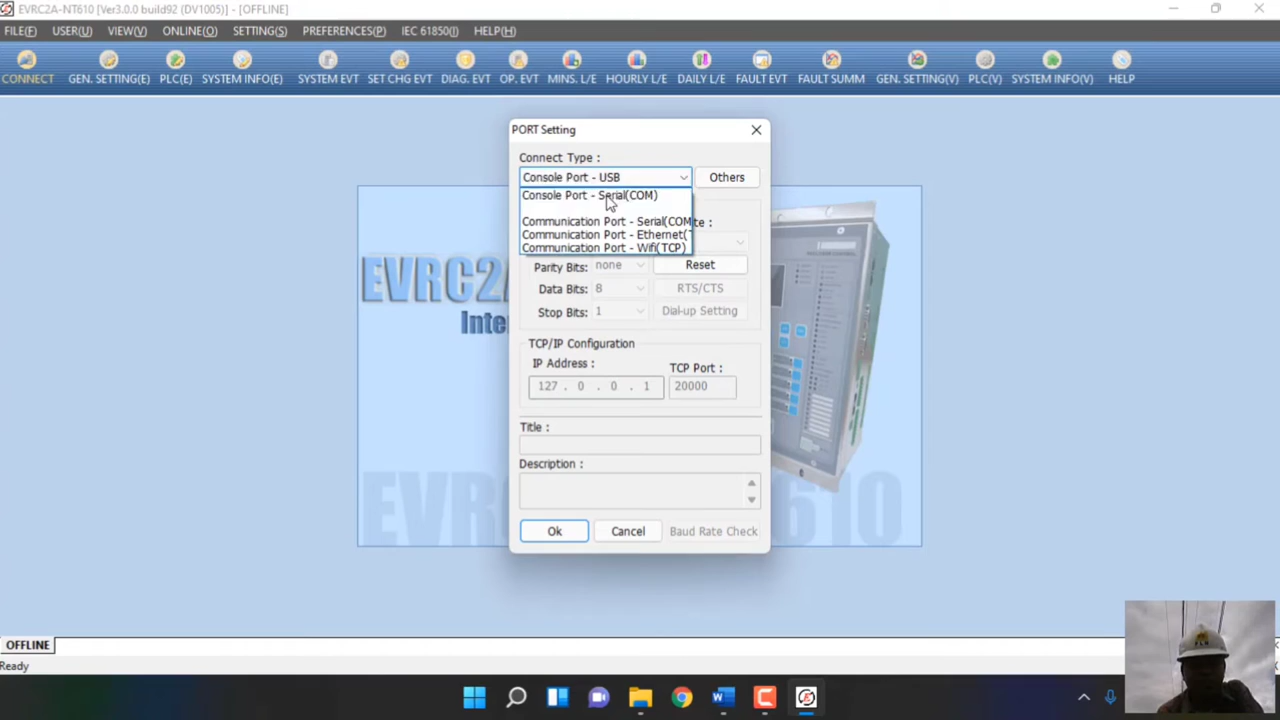 EVRC2A-NT610 [Ver3.0.0 build92 (DV1005)] - [OFFLINE]
FILE(F) USER(U) VIEW(V) ONLINE(O) SETTING(S) PREFERENCES(P) IEC 61850(I) HELP(H)
CONNECT GEN. SETTING(E) PLC(E) SYSTEM INFO(E) SYSTEM EVT SET CHG EVT DIAG. EVT OP. EVT MINS. L/E HOURLY L/E DAILY L/E FAULT EVT FAULT SUMM GEN. SETTING(V) PLC(V) SYSTEM INFO(V) HELP
PORT Setting
Connect Type :
Console Port - USB Others
Console Port - Serial(COM)
Communication Port - Serial(COM
Communication Port - Ethernet(T
Communication Port - Wifi(TCP)
Parity Bits: none Reset
Data Bits: 8 RTS/CTS
Stop Bits: 1 Dial-up Setting
EVRC2A
Inte
TCP/IP Configuration
IP Address : TCP Port :
127 . 0 . 0 . 1 20000
Title :
Description :
Ok Cancel Baud Rate Check
EVRC 610
OFFLINE
Ready